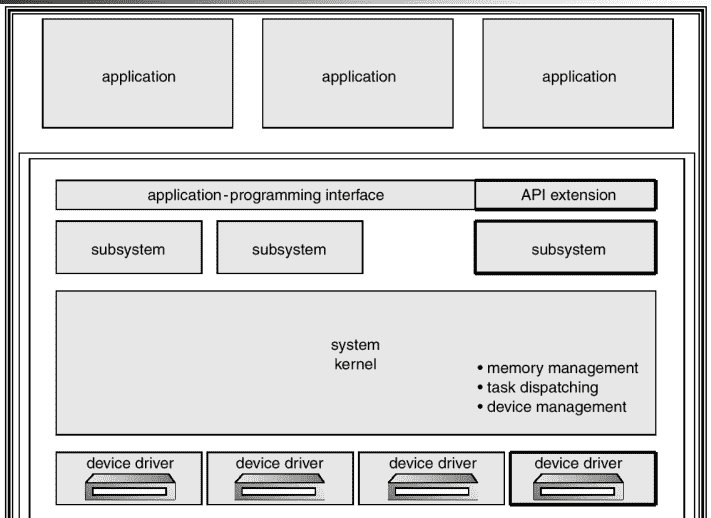 application
application
application
application-programming interface
API extension
subsystem
subsystem
subsystem
system
kernel
• memory management
• task dispatching
• device management
device driver
device driver
device driver
device driver